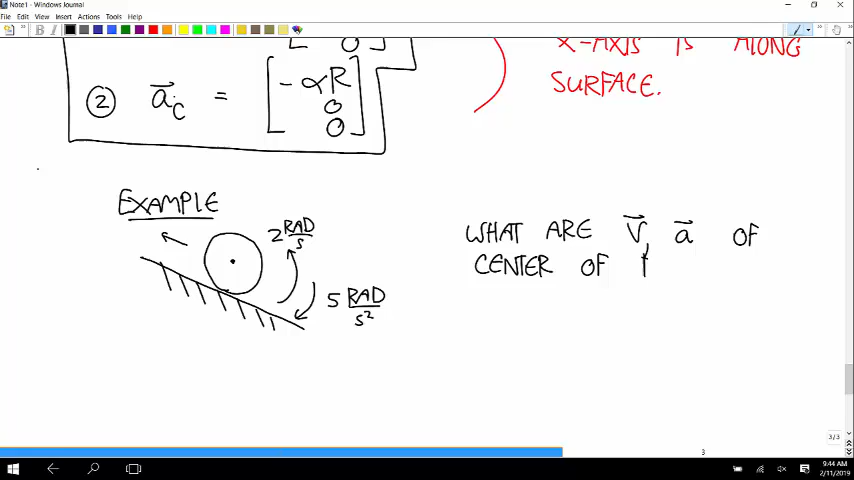 Note1 - Windows Journal
File Edit View Insert Actions Tools Help
B I
0
X-AXIS IS ALONG
SURFACE.
② a⃗c = [ -αR
0
0 ]
EXAMPLE
2 RAD/s
5 RAD/s²
WHAT ARE v⃗, a⃗ OF
CENTER OF
3/3
3
9:44 AM
2/11/2019